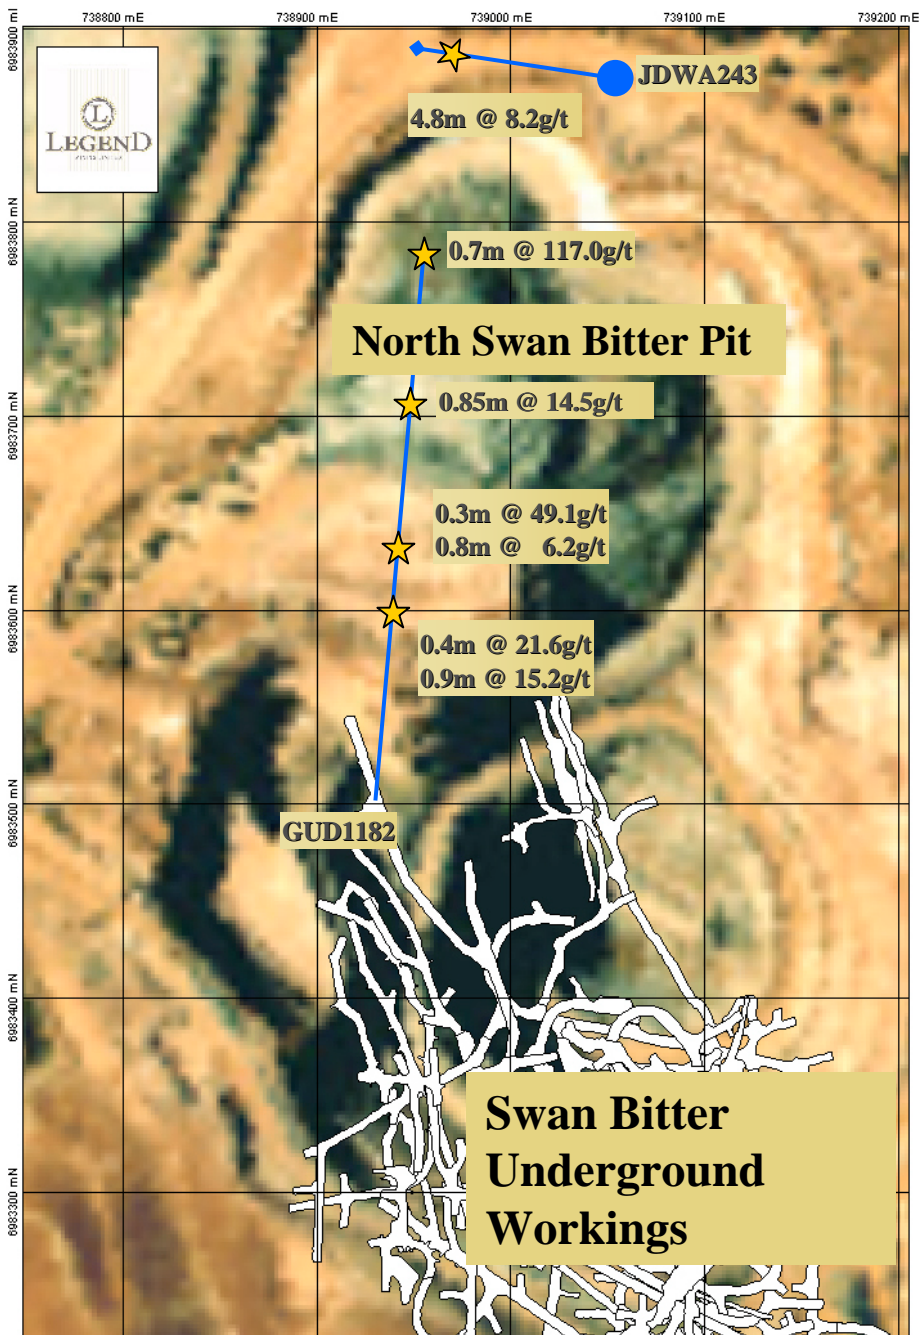 738800 mE
738900 mE
739000 mE
739100 mE
739200 mE
6983900 m
LEGEND
JDWA243
4.8m @ 8.2g/t
6983800 mN
0.7m @ 117.0g/t
North Swan Bitter Pit
0.85m @ 14.5g/t
6983700 mN
0.3m @ 49.1g/t
0.8m @ 6.2g/t
6983600 mN
0.4m @ 21.6g/t
0.9m @ 15.2g/t
6983500 mN
GUD1182
6983400 mN
Swan Bitter
Underground
Workings
6983300 mN